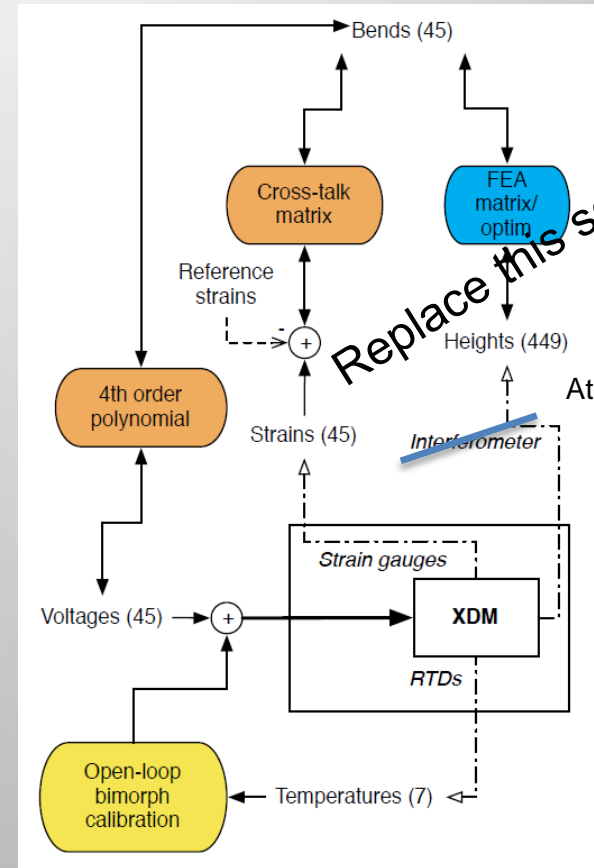 Bends (45)
Cross-talk
matrix
FEA
matrix/
optim
Replace this
Reference
strains
-
+
Heights (449)
4th order
polynomial
At
Strains (45)
Interferometer
Strain gauges
Voltages (45)
+
XDM
RTDs
Open-loop
bimorph
calibration
Temperatures (7)